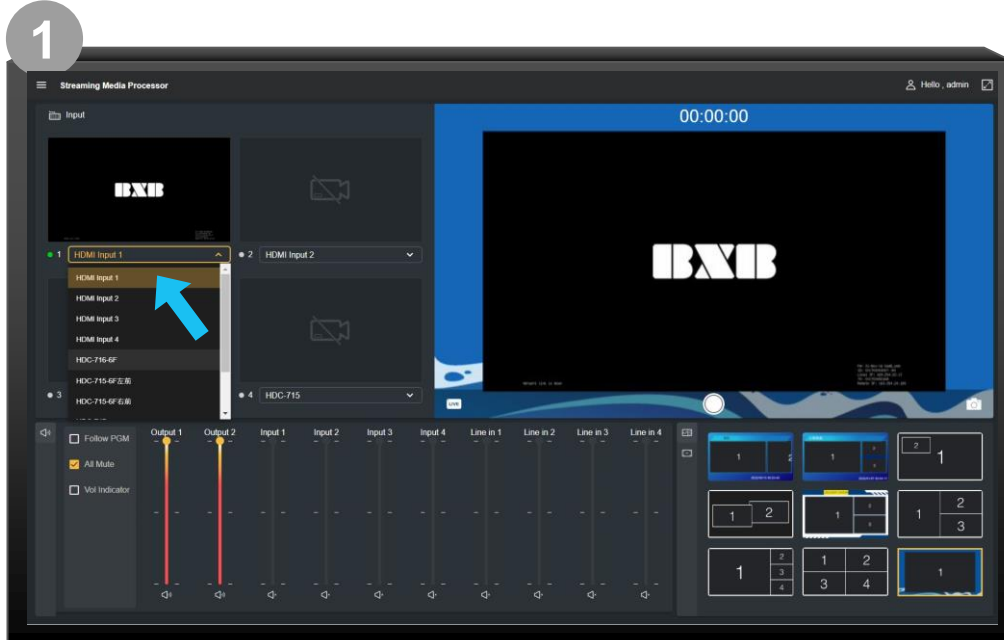 1
Streaming Media Processor
Hello , admin
Input
00:00:00
BXB
BXB
1 HDMI Input 1
2 HDMI Input 2
HDMI Input 1
HDMI Input 2
HDMI Input 3
HDMI Input 4
HDC-716-6F
HDC-715-6F左前
HDC-715-6F右前
3
4 HDC-715
LIVE
Follow PGM
All Mute
Vol Indicator
Output 1 Output 2 Input 1 Input 2 Input 3 Input 4 Line in 1 Line in 2 Line in 3 Line in 4
1 2
1
2 1
1 2
1
1 2 3
1 2 3 4
1 2 3 4
1